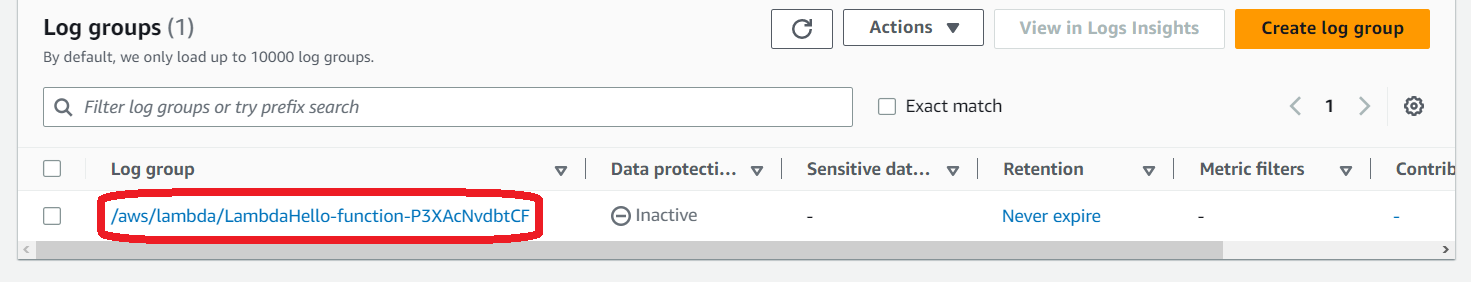 Log groups (1)
By default, we only load up to 10000 log groups.
Actions
View in Logs Insights
Create log group
Filter log groups or try prefix search
Exact match
1
Log group
Data protecti...
Sensitive dat...
Retention
Metric filters
Contrib
/aws/lambda/LambdaHello-function-P3XAcNvdbtCF
Inactive
-
Never expire
-
-